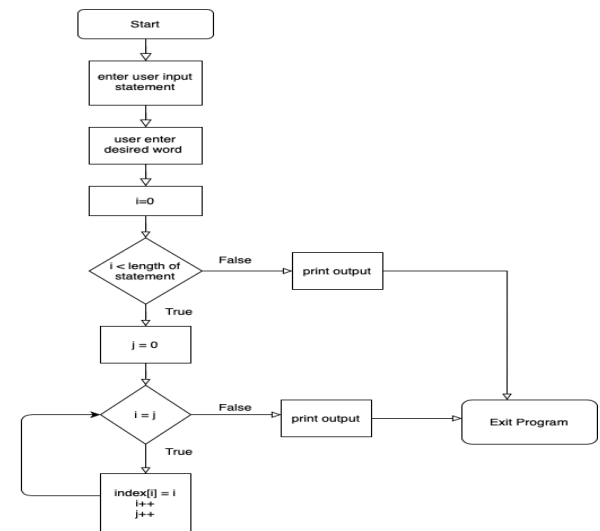 Start
enter user input
statement
user enter
desired word
i=0
i < length of
statement
False
print output
True
j = 0
i = j
False
print output
Exit Program
True
index[i] = i
i++
j++